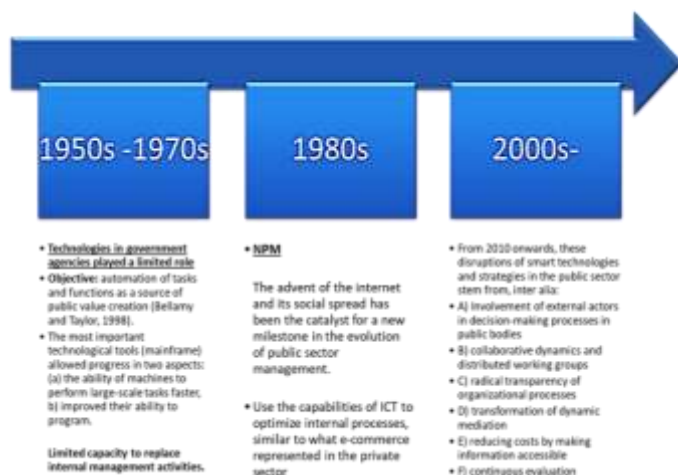 1950s -1970s
1980s
2000s-
• Technologies in government
agencies played a limited role
• Objective: automation of tasks
and functions as a source of
public value creation (Bellamy
and Taylor, 1998).
• The most important
technological tools (mainframe)
allowed progress in two aspects:
(a) the ability of machines to
perform large-scale tasks faster,
b) improved their ability to
program.
Limited capacity to replace
internal management activities.
• NPM
The advent of the Internet
and its social spread has
been the catalyst for a new
milestone in the evolution
of public sector
management.
• Use the capabilities of ICT to
optimize internal processes,
similar to what e-commerce
represented in the private
sector
• From 2010 onwards, these
disruptions of smart technologies
and strategies in the public sector
stem from, inter alia:
• A) Involvement of external actors
in decision-making processes in
public bodies
• B) collaborative dynamics and
distributed working groups
• C) radical transparency of
organizational processes
• D) transformation of dynamic
mediation
• E) reducing costs by making
information accessible
• F) continuous evaluation